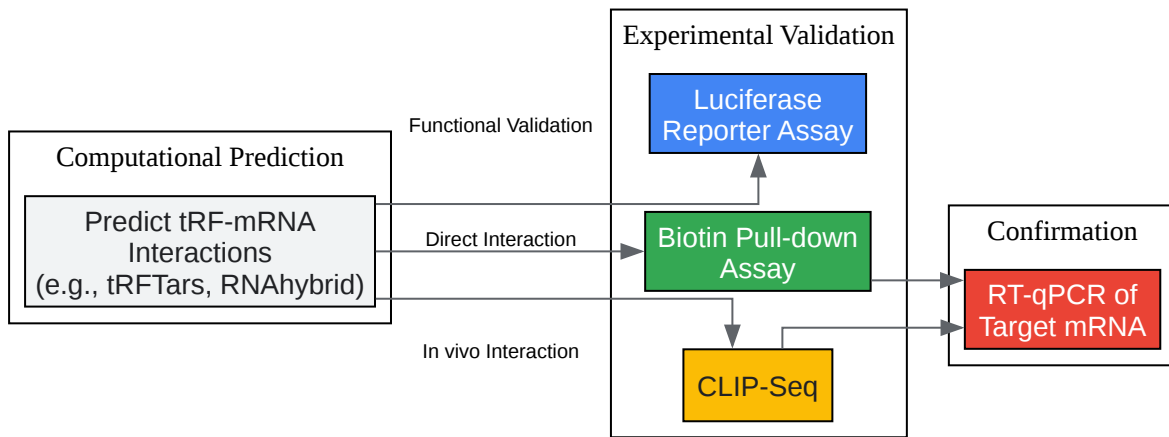 Computational Prediction
Predict tRF-mRNA
Interactions
(e.g., tRFTars, RNAhybrid)
Functional Validation
Direct Interaction
In vivo Interaction
Experimental Validation
Luciferase
Reporter Assay
Biotin Pull-down
Assay
CLIP-Seq
Confirmation
RT-qPCR of
Target mRNA